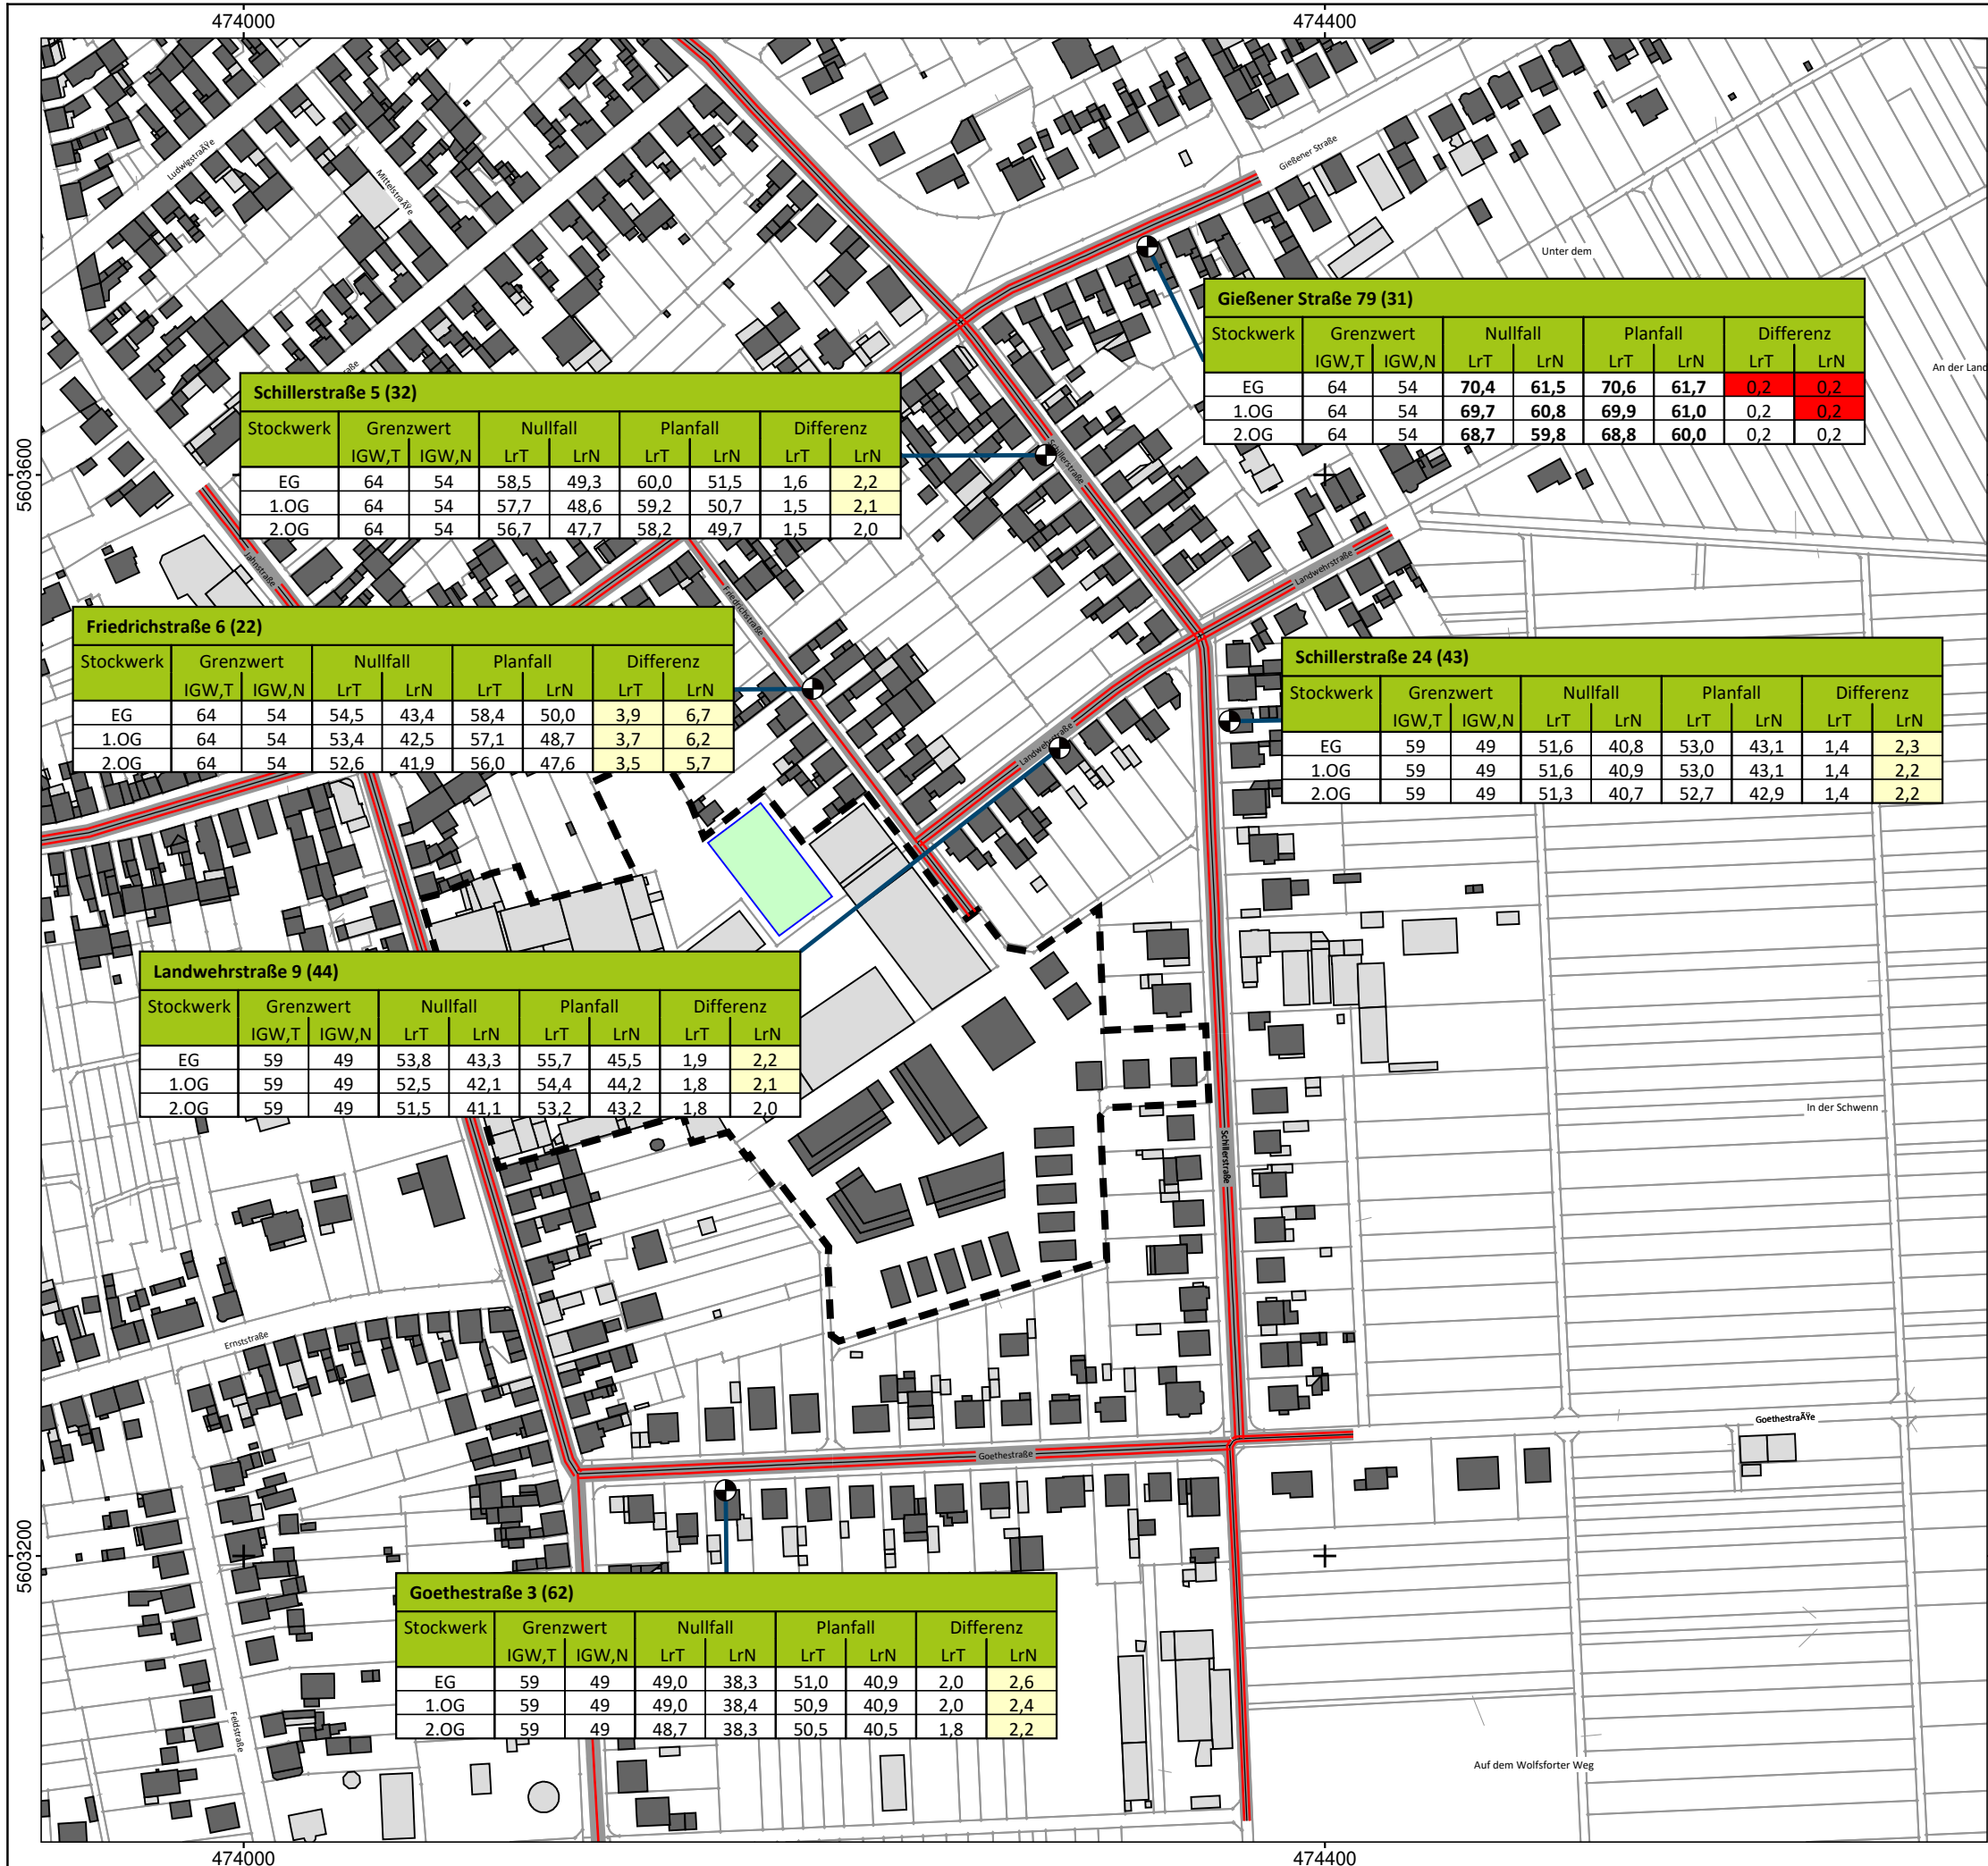 474000 474400
LudwigstraÃŸe
MittelstraÃŸe
Gießener Straße
Unter dem
Gießener Straße 79 (31)
Stockwerk Grenzwert Nullfall Planfall Differenz
IGW,T IGW,N LrT LrN LrT LrN LrT LrN
EG 64 54 70,4 61,5 70,6 61,7 0,2 0,2
1.OG 64 54 69,7 60,8 69,9 61,0 0,2 0,2
2.OG 64 54 68,7 59,8 68,8 60,0 0,2 0,2
An der Land
aße
Schillerstraße 5 (32)
Stockwerk Grenzwert Nullfall Planfall Differenz
IGW,T IGW,N LrT LrN LrT LrN LrT LrN
EG 64 54 58,5 49,3 60,0 51,5 1,6 2,2
1.OG 64 54 57,7 48,6 59,2 50,7 1,5 2,1
2.OG 64 54 56,7 47,7 58,2 49,7 1,5 2,0
Schillerstraße
5603600
Jahnstraße
Friedrichstraße
Landwehrstraße
Friedrichstraße 6 (22)
Stockwerk Grenzwert Nullfall Planfall Differenz
IGW,T IGW,N LrT LrN LrT LrN LrT LrN
EG 64 54 54,5 43,4 58,4 50,0 3,9 6,7
1.OG 64 54 53,4 42,5 57,1 48,7 3,7 6,2
2.OG 64 54 52,6 41,9 56,0 47,6 3,5 5,7
Schillerstraße 24 (43)
Stockwerk Grenzwert Nullfall Planfall Differenz
IGW,T IGW,N LrT LrN LrT LrN LrT LrN
EG 59 49 51,6 40,8 53,0 43,1 1,4 2,3
1.OG 59 49 51,6 40,9 53,0 43,1 1,4 2,2
2.OG 59 49 51,3 40,7 52,7 42,9 1,4 2,2
Landwehrstraße
Landwehrstraße 9 (44)
Stockwerk Grenzwert Nullfall Planfall Differenz
IGW,T IGW,N LrT LrN LrT LrN LrT LrN
EG 59 49 53,8 43,3 55,7 45,5 1,9 2,2
1.OG 59 49 52,5 42,1 54,4 44,2 1,8 2,1
2.OG 59 49 51,5 41,1 53,2 43,2 1,8 2,0
In der Schwenn
Schillerstraße
Ernststraße
GoethestraÃŸe
Goethestraße
5603200
Goethestraße 3 (62)
Stockwerk Grenzwert Nullfall Planfall Differenz
IGW,T IGW,N LrT LrN LrT LrN LrT LrN
EG 59 49 49,0 38,3 51,0 40,9 2,0 2,6
1.OG 59 49 49,0 38,4 50,9 40,9 2,0 2,4
2.OG 59 49 48,7 38,3 50,5 40,5 1,8 2,2
Feldstraße
Auf dem Wolfsforter Weg
474000 474400